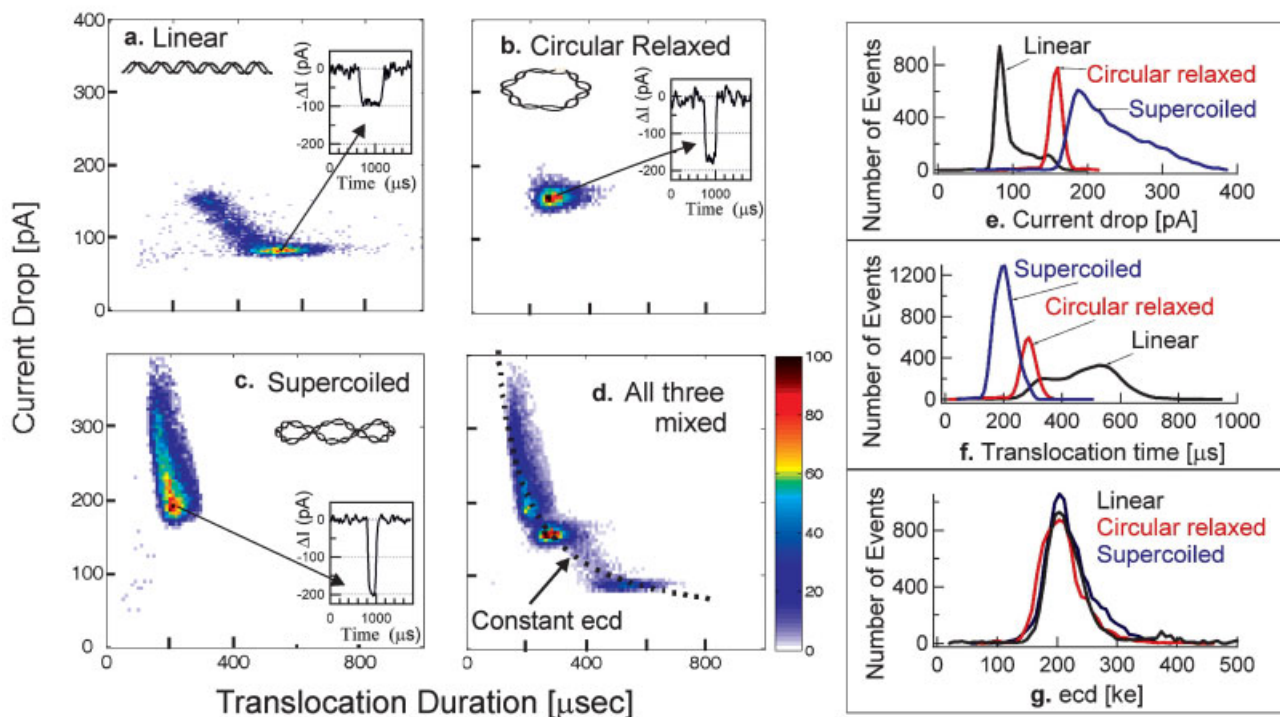 Current Drop [pA]
400
300
200
100
0
a. Linear
ΔI (pA)
0
-100
-200
0
1000
Time (µs)
b. Circular Relaxed
ΔI (pA)
0
-100
-200
0
1000
Time (µs)
300
200
100
0
c. Supercoiled
ΔI (pA)
0
-100
-200
0
1000
Time (µs)
0
400
800
d. All three
mixed
Constant ecd
0
400
800
100
80
60
40
20
0
Translocation Duration [µsec]
Number of Events
800
400
0
Linear
Circular relaxed
Supercoiled
0
100
200
300
400
e. Current drop [pA]
Number of Events
1200
800
400
0
Supercoiled
Circular relaxed
Linear
0
200
400
600
800
1000
f. Translocation time [µs]
Number of Events
800
400
0
Linear
Circular relaxed
Supercoiled
0
100
200
300
400
500
g. ecd [ke]